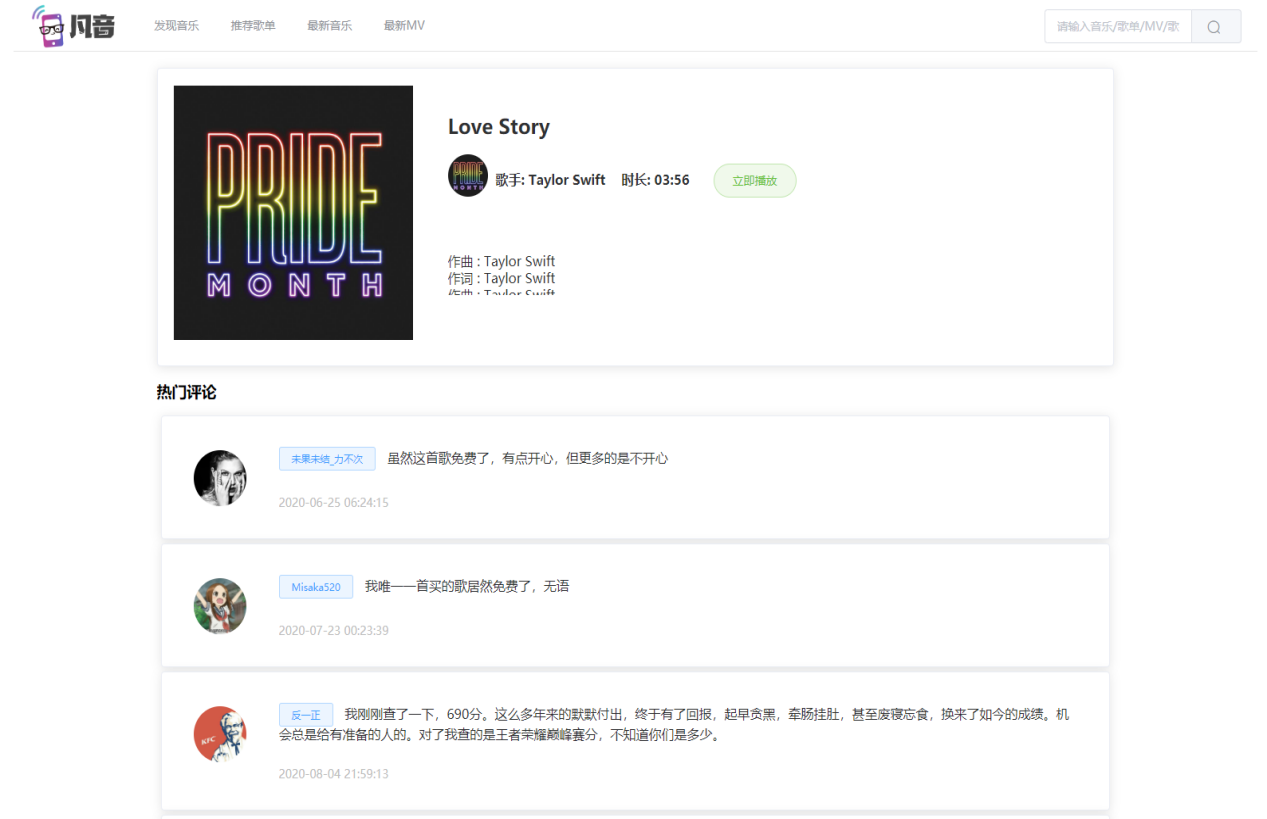 凡音
发现音乐
推荐歌单
最新音乐
最新MV
请输入音乐/歌单/MV/歌
PRIDE
MONTH
Love Story
PRIDE
MONTH
歌手: Taylor Swift 时长: 03:56
立即播放
作曲 : Taylor Swift
作词 : Taylor Swift
作曲 : Taylor Swift
热门评论
未果未结_力不次 虽然这首歌免费了，有点开心，但更多的是不开心
2020-06-25 06:24:15
Misaka520 我唯一一首买的歌居然免费了，无语
2020-07-23 00:23:39
KFC
反一正 我刚刚查了一下，690分。这么多年来的默默付出，终于有了回报，起早贪黑，牵肠挂肚，甚至废寝忘食，换来了如今的成绩。机
会总是给有准备的人的。对了我查的是王者荣耀巅峰赛分，不知道你们是多少。
2020-08-04 21:59:13